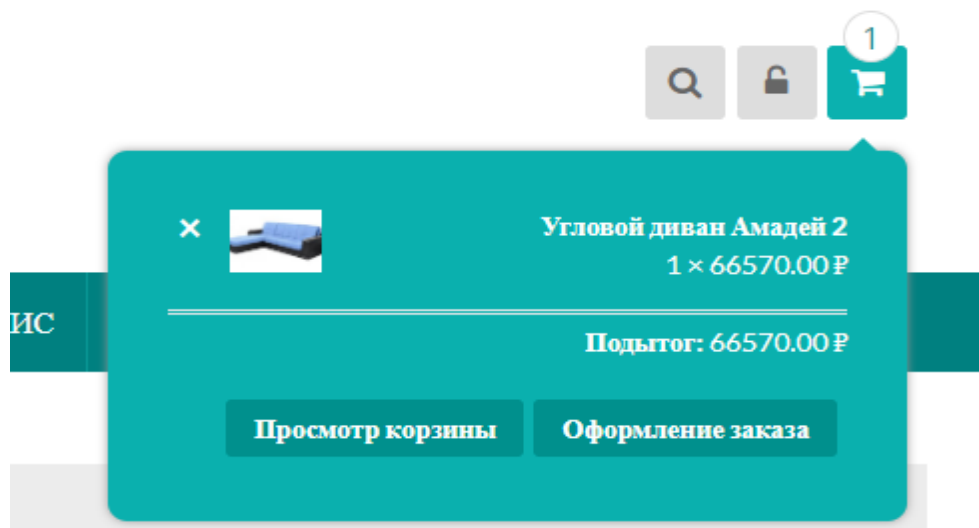 1
Угловой диван Амадей 2
1 × 66570.00 ₽
ИС
Подытог: 66570.00 ₽
Просмотр корзины
Оформление заказа